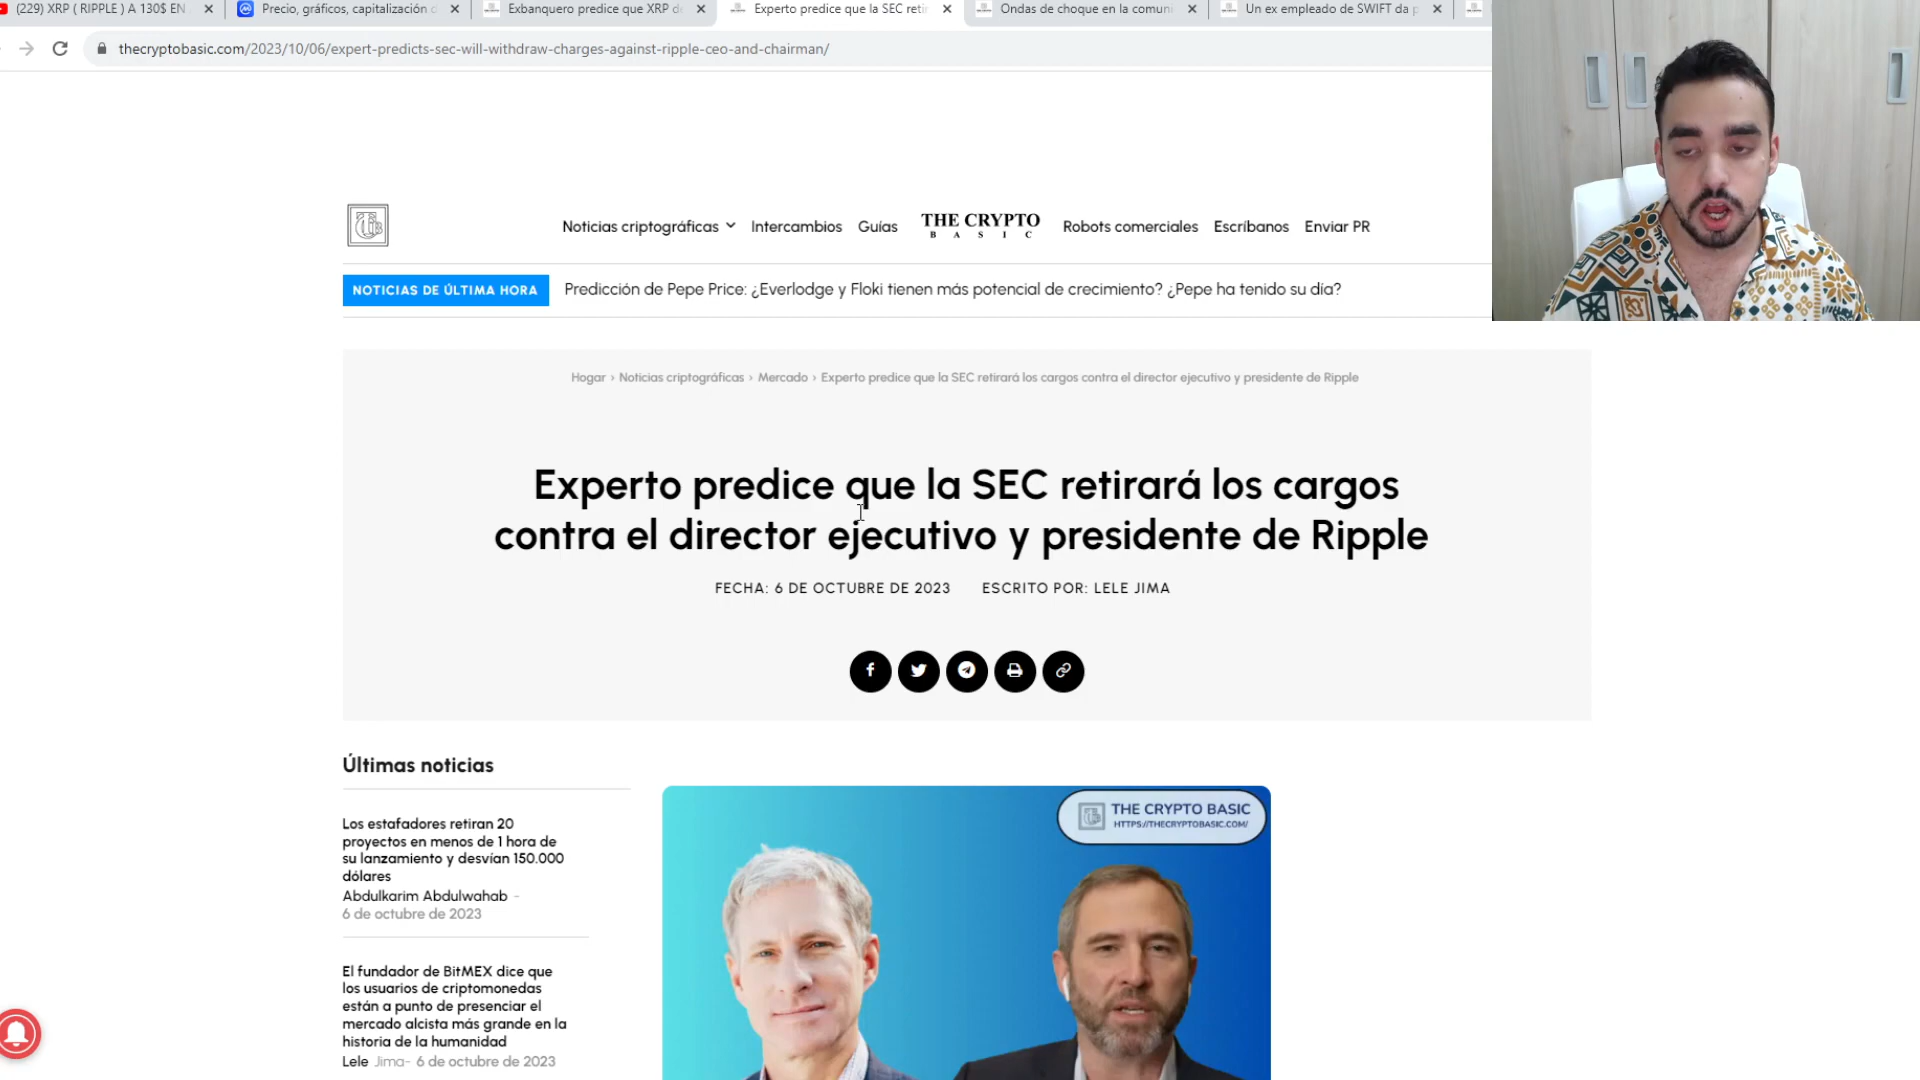 (229) XRP ( RIPPLE ) A 130$ EN
Precio, gráficos, capitalización
Exbanquero predice que XRP
Experto predice que la SEC reti
Ondas de choque en la comun
Un ex empleado de SWIFT da
thecryptobasic.com/2023/10/06/expert-predicts-sec-will-withdraw-charges-against-ripple-ceo-and-chairman/
Noticias criptográficas Intercambios Guías THE CRYPTO BASIC Robots comerciales Escríbanos Enviar PR
NOTICIAS DE ÚLTIMA HORA Predicción de Pepe Price: ¿Everlodge y Floki tienen más potencial de crecimiento? ¿Pepe ha tenido su día?
Hogar › Noticias criptográficas › Mercado › Experto predice que la SEC retirará los cargos contra el director ejecutivo y presidente de Ripple
Experto predice que la SEC retirará los cargos
contra el director ejecutivo y presidente de Ripple
FECHA: 6 DE OCTUBRE DE 2023 ESCRITO POR: LELE JIMA
Últimas noticias
Los estafadores retiran 20
proyectos en menos de 1 hora de
su lanzamiento y desvían 150.000
dólares
Abdulkarim Abdulwahab -
6 de octubre de 2023
El fundador de BitMEX dice que
los usuarios de criptomonedas
están a punto de presenciar el
mercado alcista más grande en la
historia de la humanidad
Lele Jima- 6 de octubre de 2023
THE CRYPTO BASIC
HTTPS://THECRYPTOBASIC.COM/